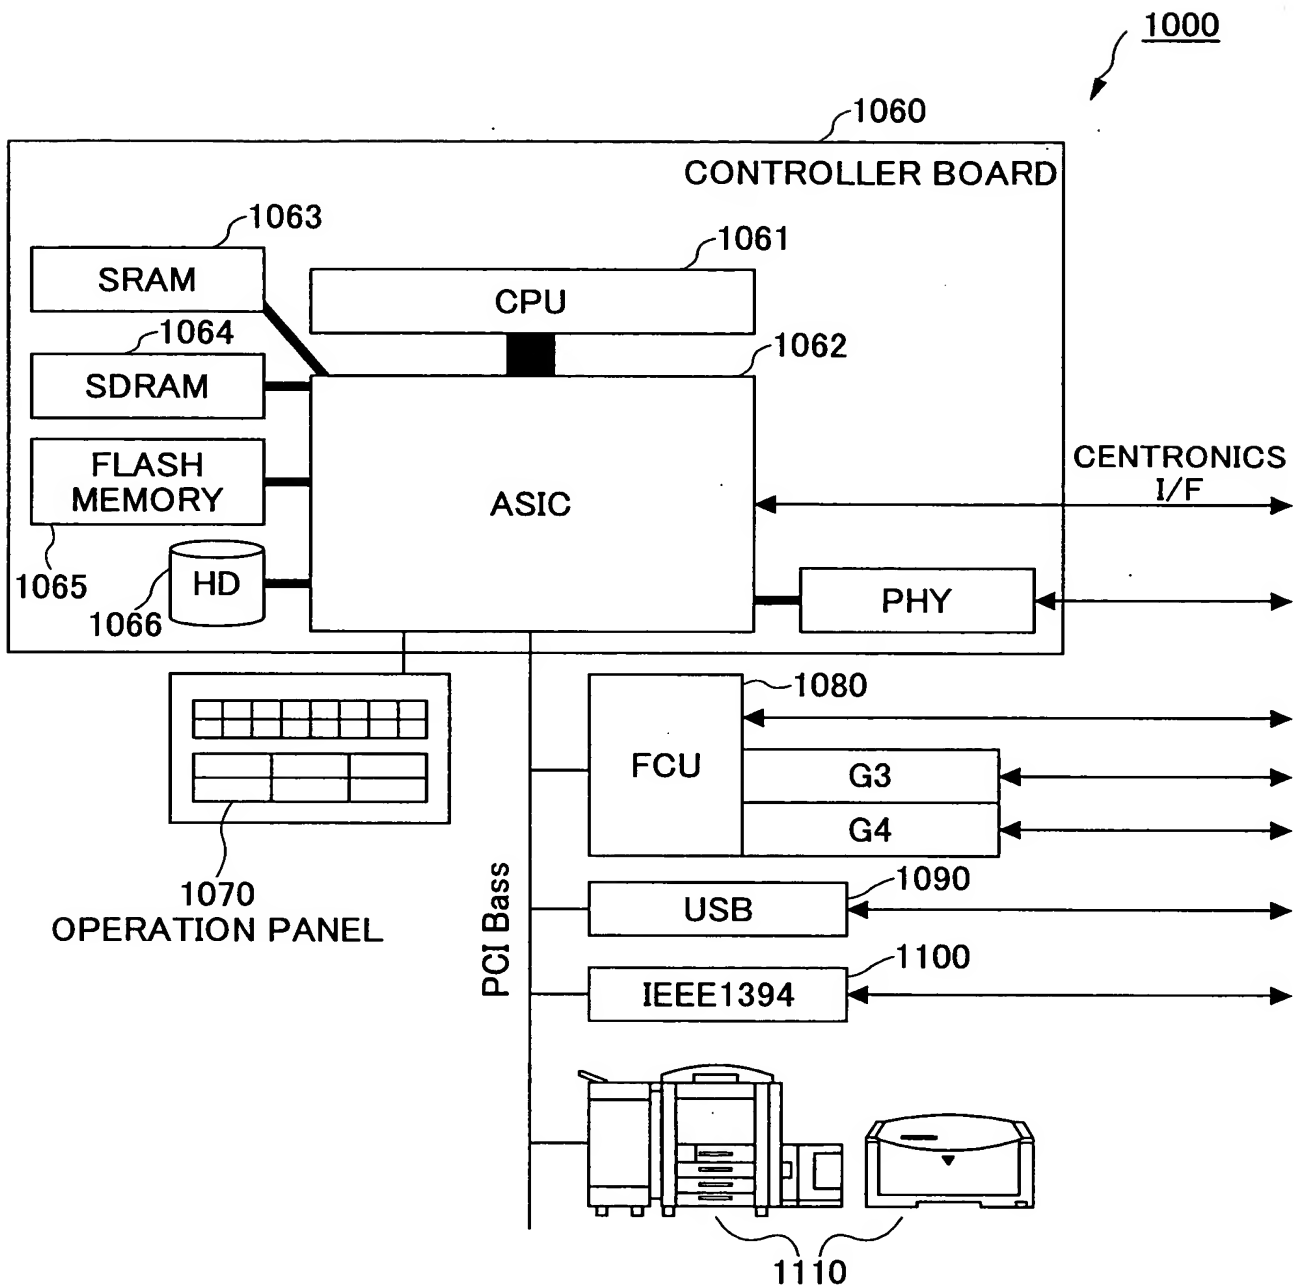 1000
1060
CONTROLLER BOARD
1063
SRAM
1061
CPU
1064
SDRAM
1062
FLASH
MEMORY
ASIC
CENTRONICS
I/F
1065
HD
1066
PHY
1080
FCU
G3
G4
1070
OPERATION PANEL
PCI Bass
1090
USB
1100
IEEE1394
1110